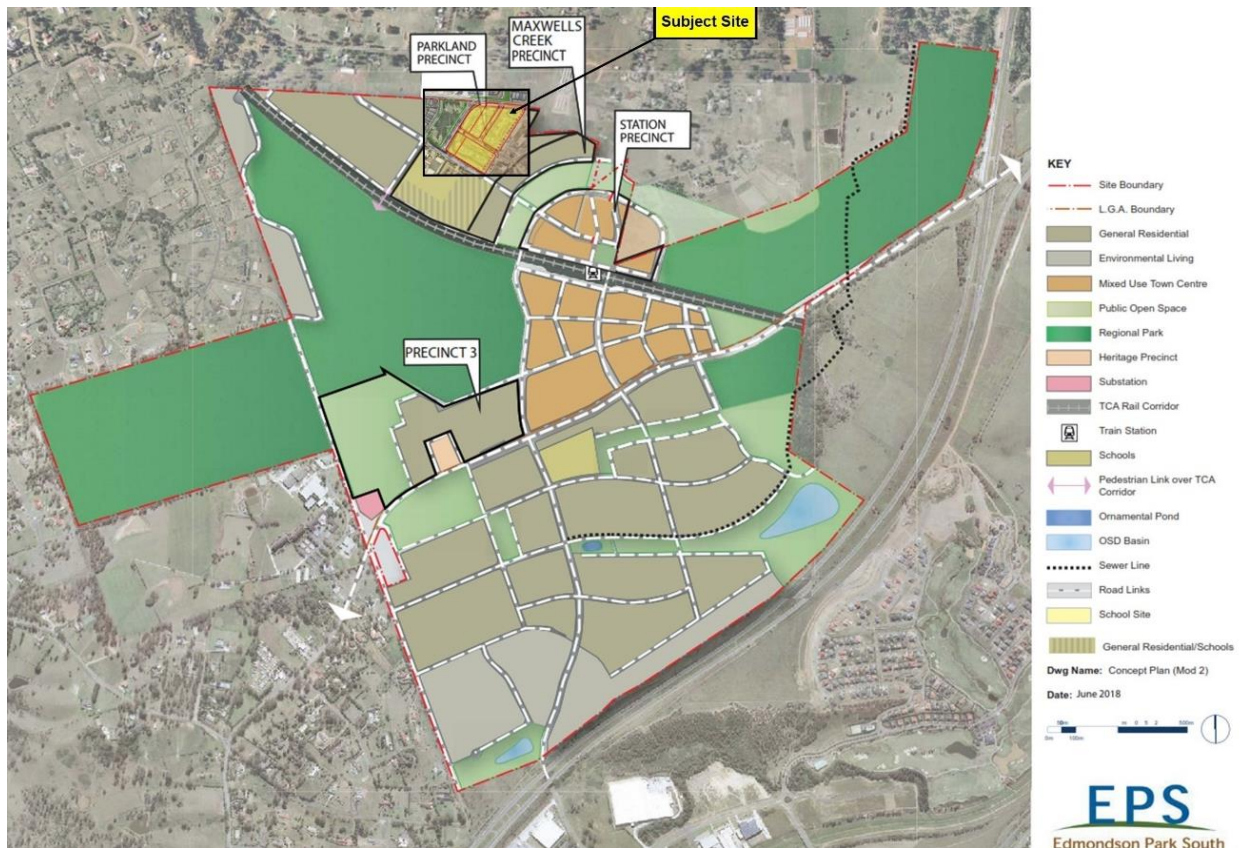 Subject Site
MAXWELLS
CREEK
PRECINCT
PARKLAND
PRECINCT
STATION
PRECINCT
PRECINCT 3
KEY
Site Boundary
L.G.A. Boundary
General Residential
Environmental Living
Mixed Use Town Centre
Public Open Space
Regional Park
Heritage Precinct
Substation
TCA Rail Corridor
Train Station
Schools
Pedestrian Link over TCA
Corridor
Ornamental Pond
OSD Basin
Sewer Line
Road Links
School Site
General Residential/Schools
Dwg Name: Concept Plan (Mod 2)
Date: June 2018
500m
0m 100m
EPS
Edmondson Park South